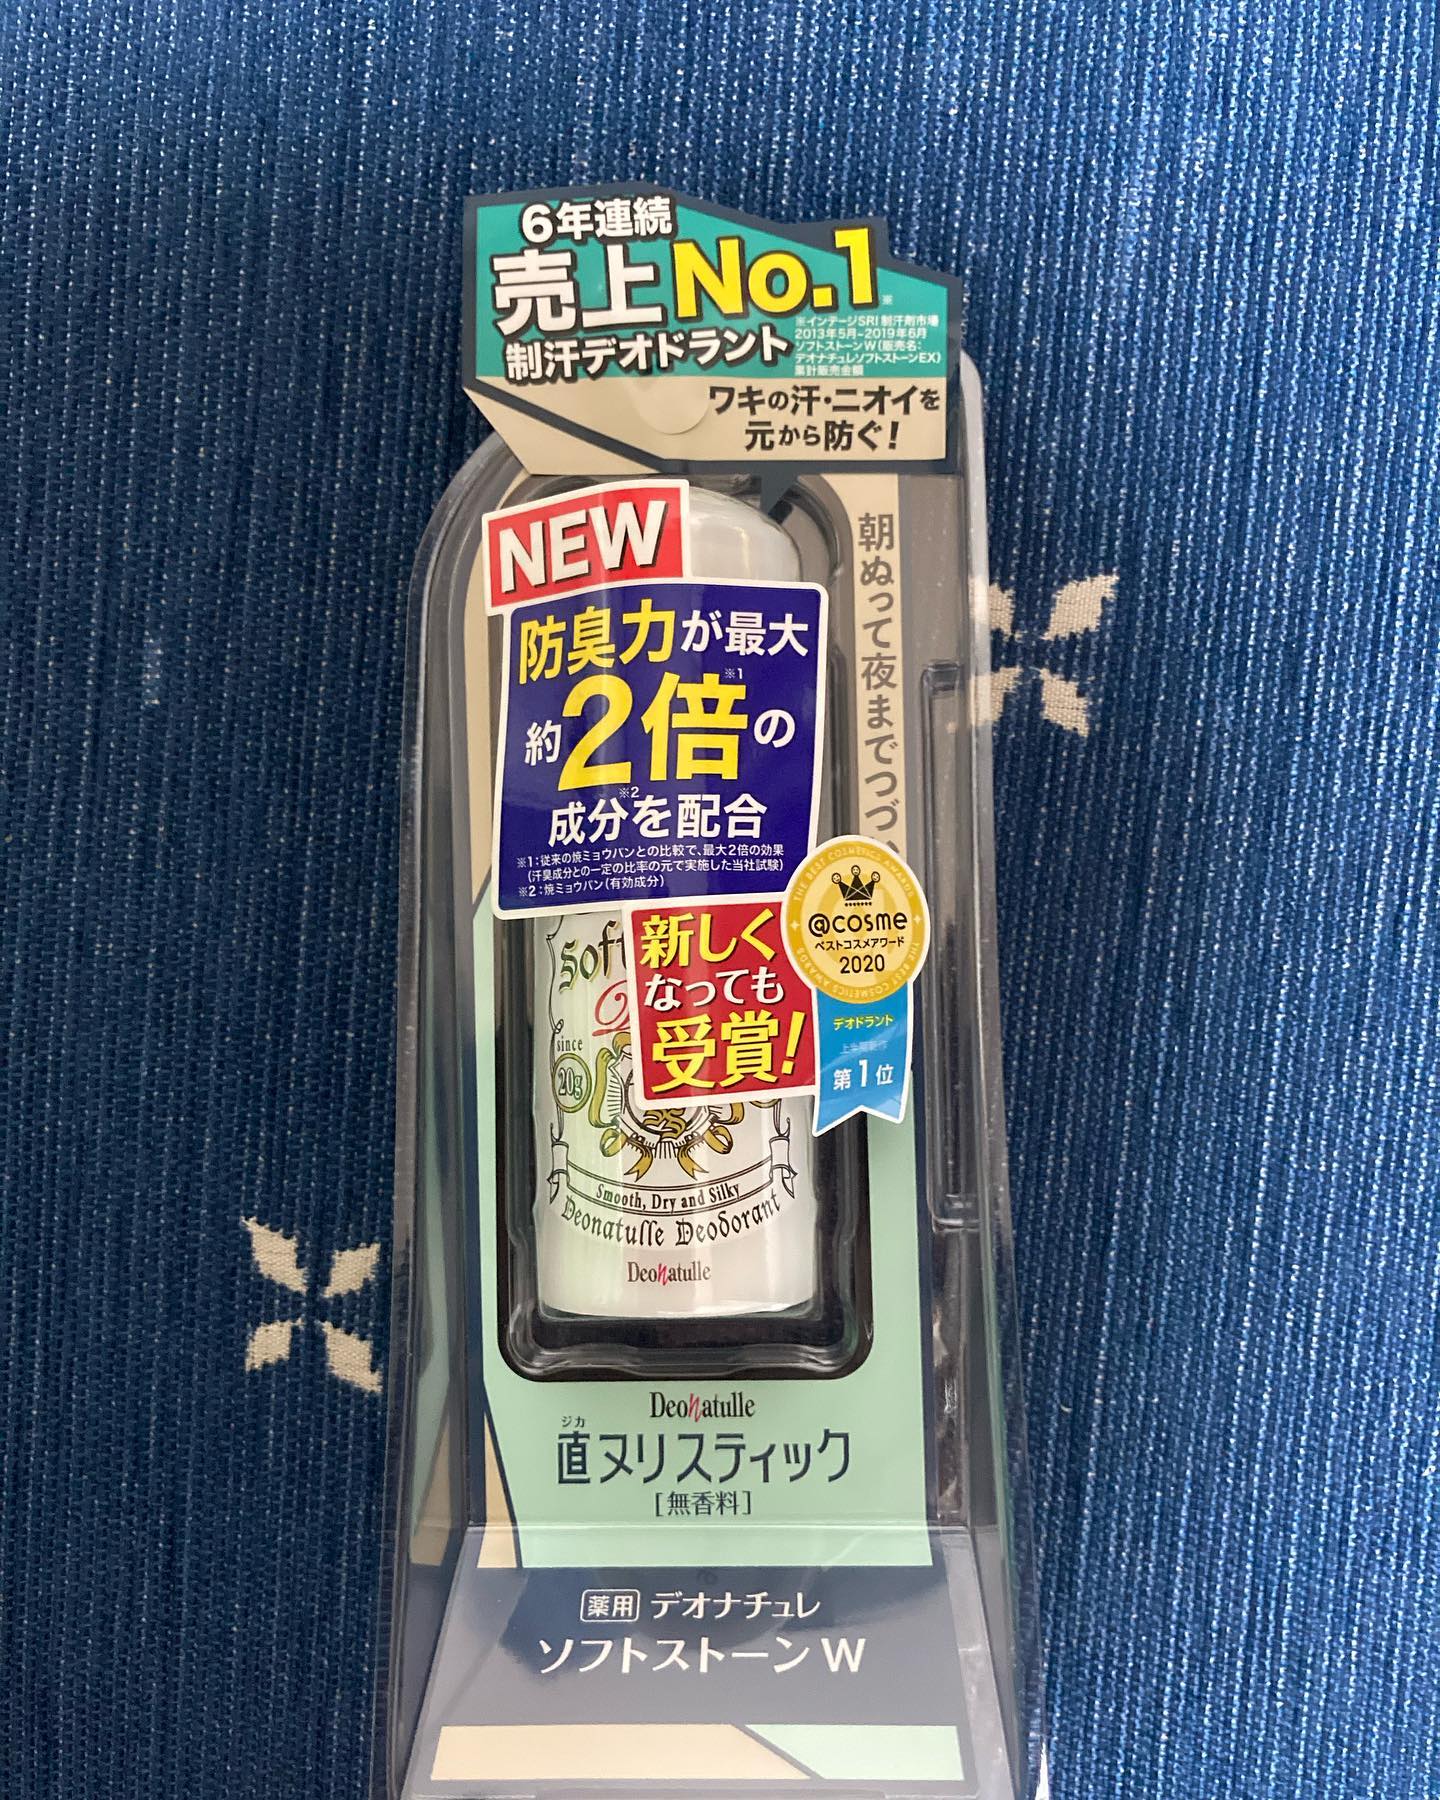 6年連続
売上No.1※
制汗デオドラント
※インテージSRI 制汗剤市場
2013年5月~2019年6月
ソフトストーンW(販売名:
デオナチュレソフトストーンEX)
累計販売金額
ワキの汗・ニオイを
元から防ぐ!
朝ぬって夜までつづ
NEW
防臭力が最大
約2倍※1の
成分※2を配合
※1:従来の焼ミョウバンとの比較で、最大2倍の効果
(汗臭成分との一定の比率の元で実施した当社試験)
※2:焼ミョウバン(有効成分)
新しく
なっても
受賞!
THE BEST COSMETICS AWARDS
@cosme
ベストコスメアワード
2020
THE BEST COSMETICS AWARDS
デオドラント
第1位
Soft
since
20g
Smooth, Dry and Silky
Deonatulle Deodorant
Deonatulle
Deonatulle
ジカ
直ヌリスティック
[無香料]
薬用 デオナチュレ
ソフトストーンW